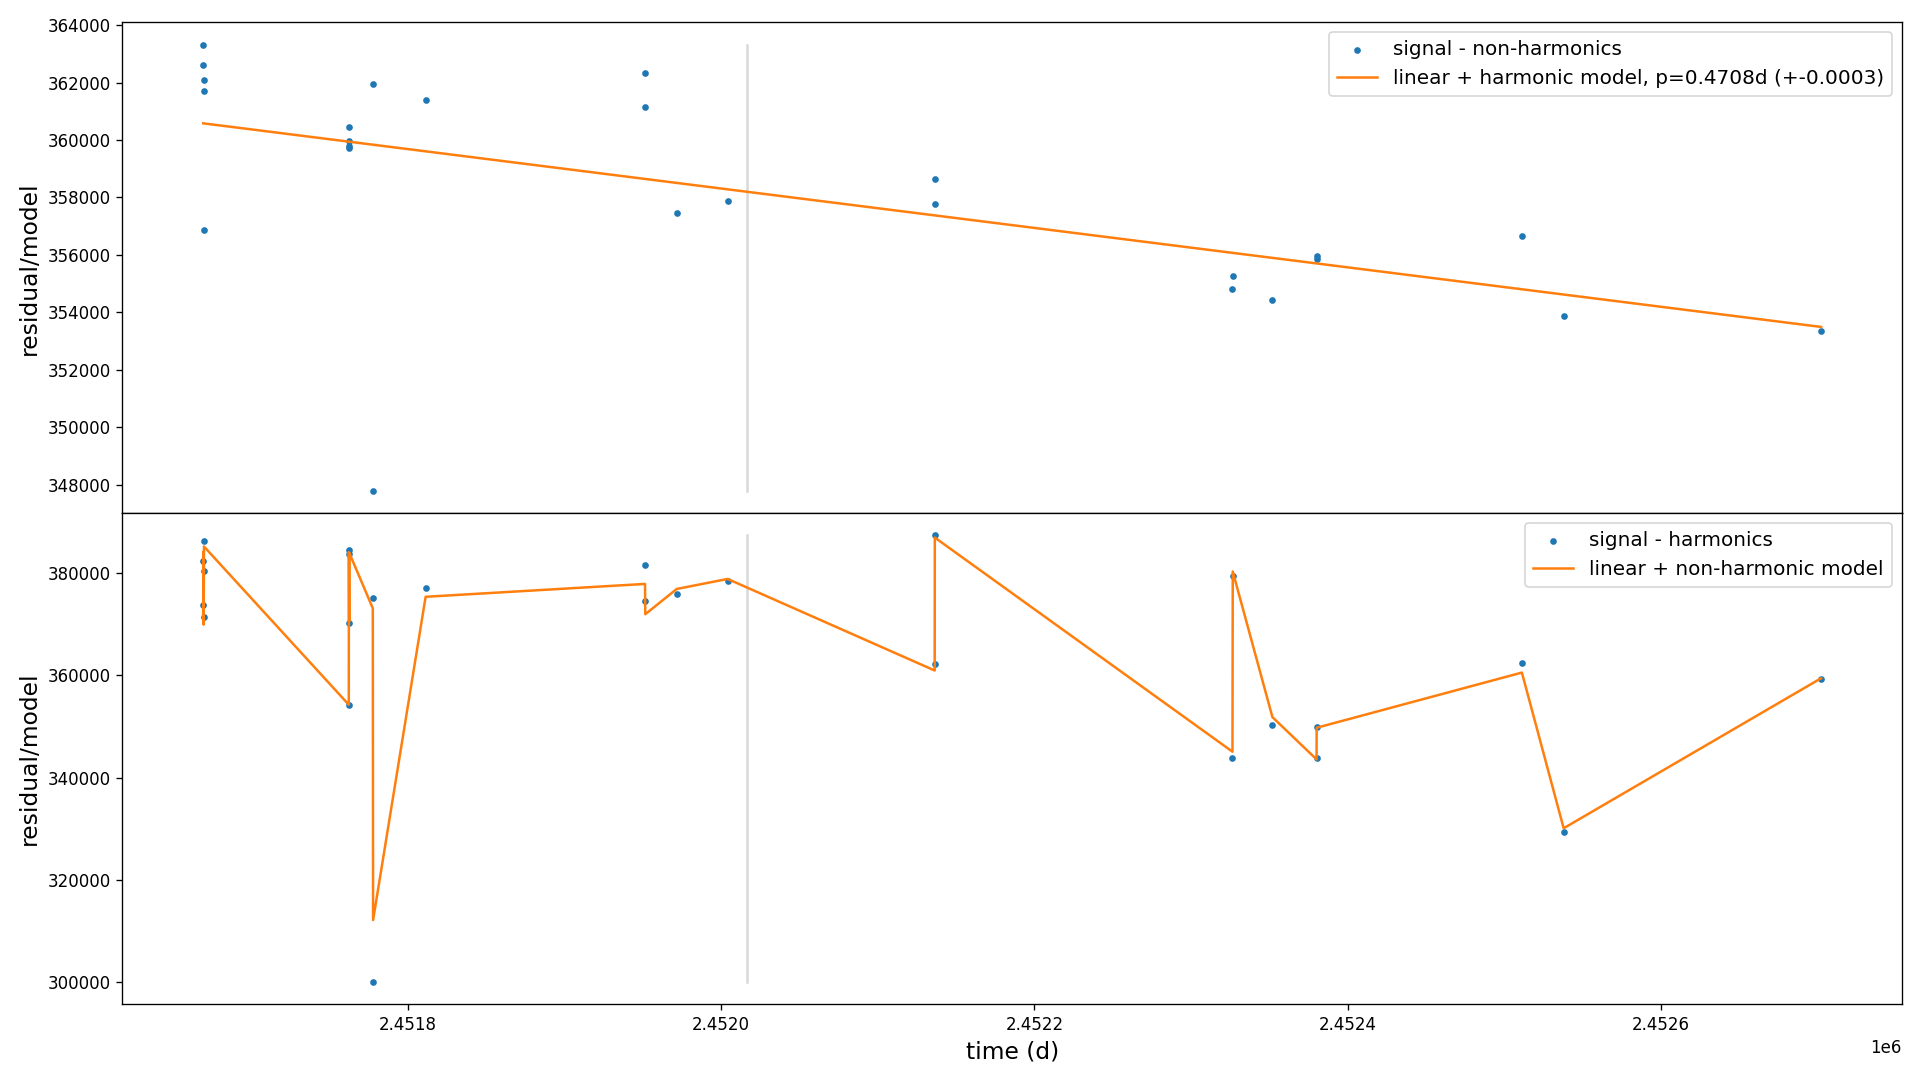 364000
362000
360000
358000
356000
354000
352000
350000
348000
residual/model
signal - non-harmonics
linear + harmonic model, p=0.4708d (+-0.0003)
380000
360000
340000
320000
300000
residual/model
signal - harmonics
linear + non-harmonic model
2.4518 2.4520 2.4522 2.4524 2.4526
1e6
time (d)